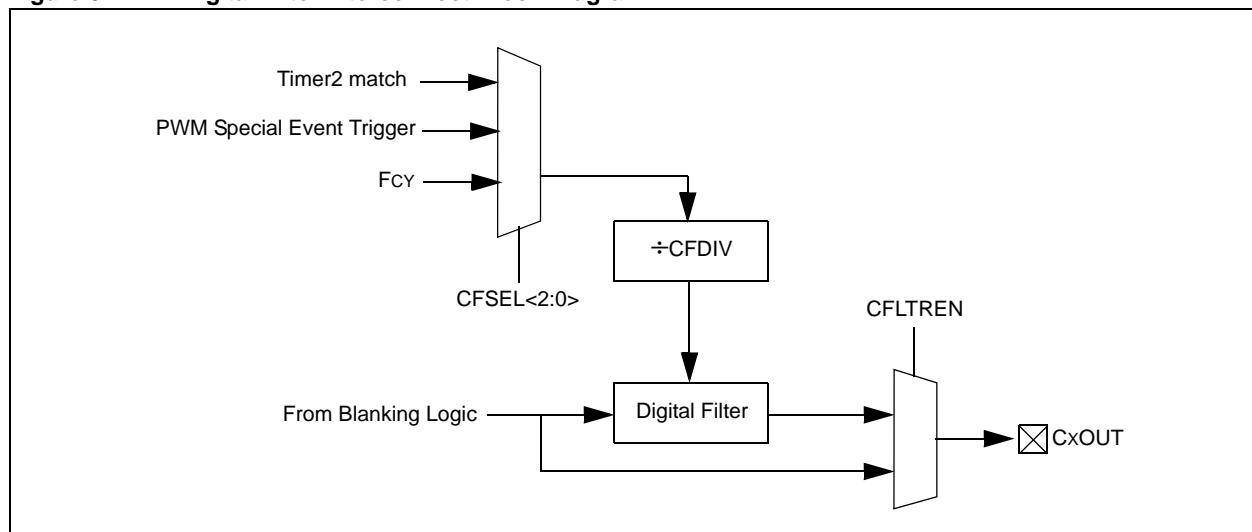 Timer2 match
PWM Special Event Trigger
FCY
÷CFDIV
CFSEL<2:0>
CFLTREN
From Blanking Logic
Digital Filter
CxOUT